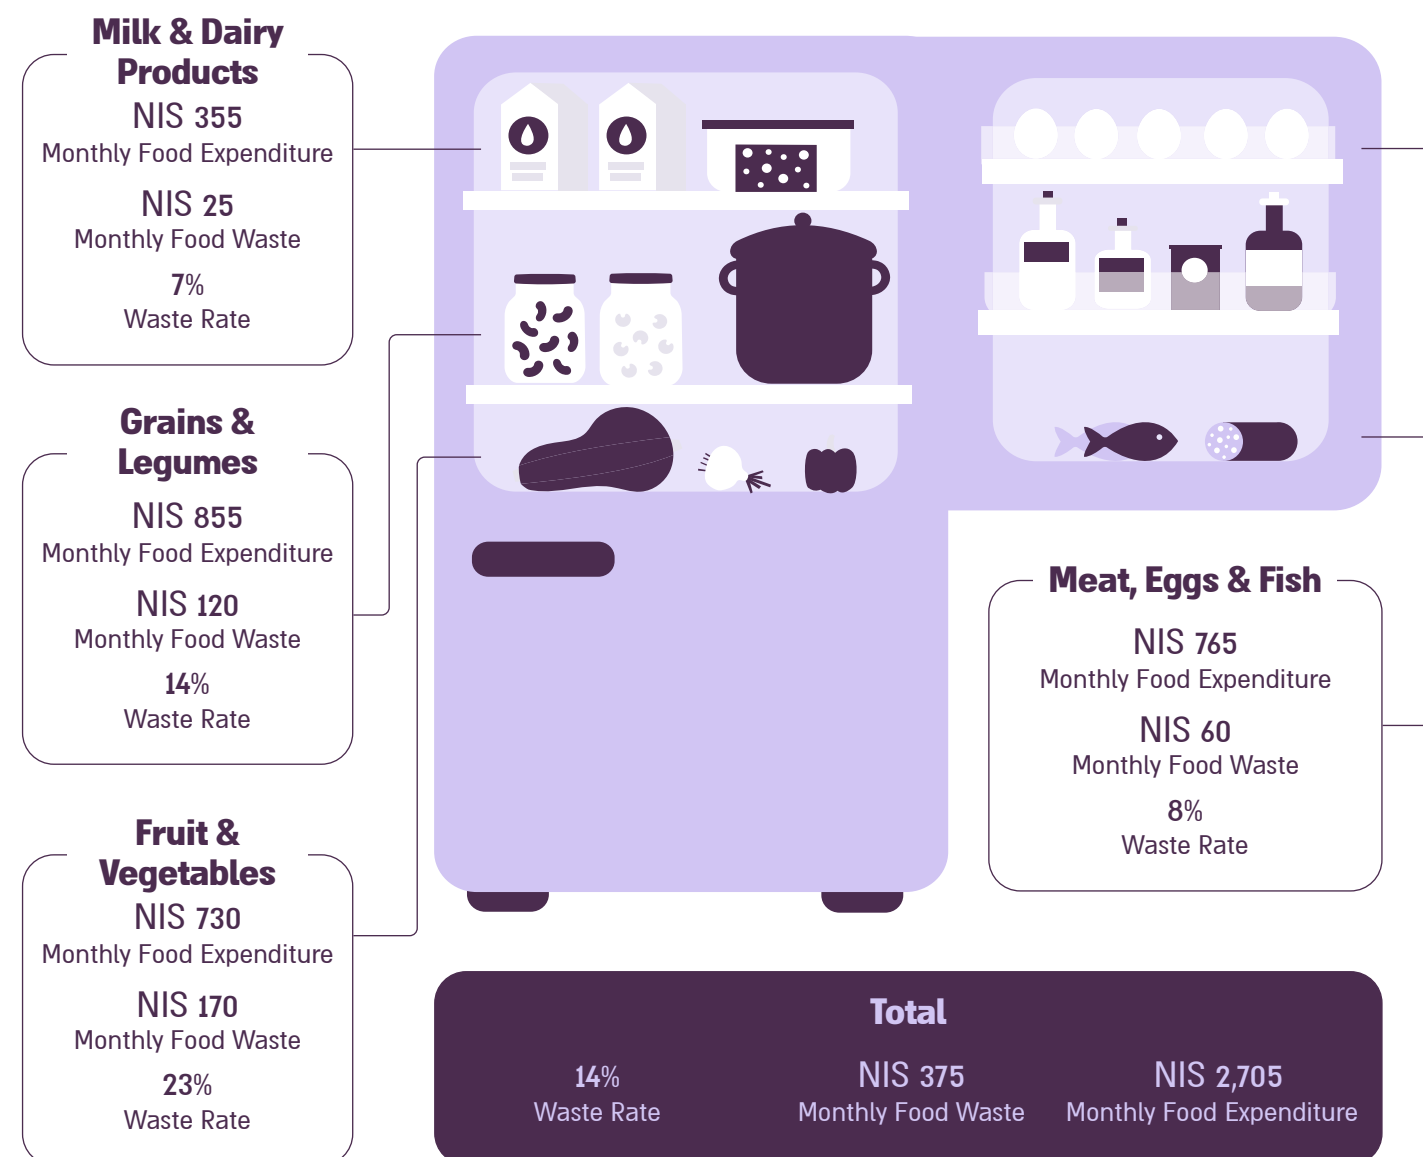 Milk & Dairy
Products
NIS 355
Monthly Food Expenditure
NIS 25
Monthly Food Waste
7%
Waste Rate
Grains &
Legumes
NIS 855
Monthly Food Expenditure
NIS 120
Monthly Food Waste
14%
Waste Rate
Fruit &
Vegetables
NIS 730
Monthly Food Expenditure
NIS 170
Monthly Food Waste
23%
Waste Rate
Meat, Eggs & Fish
NIS 765
Monthly Food Expenditure
NIS 60
Monthly Food Waste
8%
Waste Rate
Total
14%
Waste Rate
NIS 375
Monthly Food Waste
NIS 2,705
Monthly Food Expenditure